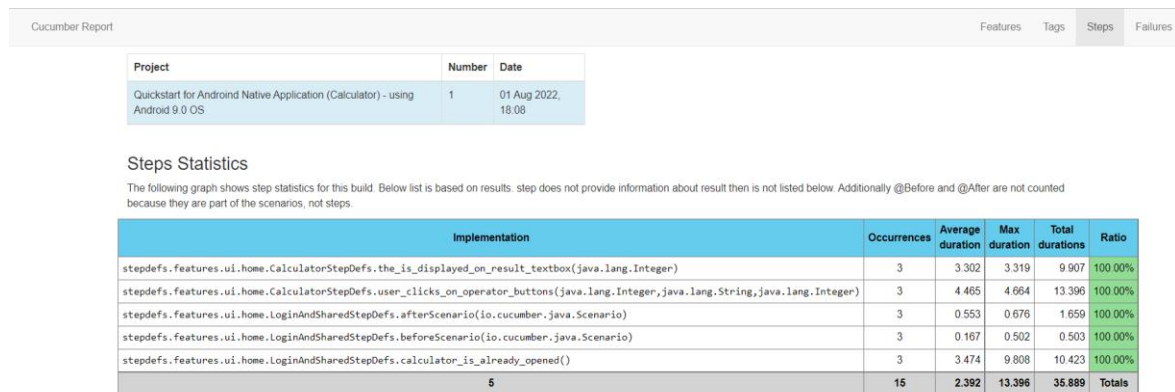 Cucumber Report Features Tags Steps Failures
Project Number Date
Quickstart for Androind Native Application (Calculator) - using 1 01 Aug 2022,
Android 9.0 OS 18:08
Steps Statistics
The following graph shows step statistics for this build. Below list is based on results. step does not provide information about result then is not listed below. Additionally @Before and @After are not counted
because they are part of the scenarios, not steps.
Implementation Occurrences Average duration Max duration Total durations Ratio
stepdefs.features.ui.home.CalculatorStepDefs.the_is_displayed_on_result_textbox(java.lang.Integer) 3 3.302 3.319 9.907 100.00%
stepdefs.features.ui.home.CalculatorStepDefs.user_clicks_on_operator_buttons(java.lang.Integer,java.lang.String,java.lang.Integer) 3 4.465 4.664 13.396 100.00%
stepdefs.features.ui.home.LoginAndSharedStepDefs.afterScenario(io.cucumber.java.Scenario) 3 0.553 0.676 1.659 100.00%
stepdefs.features.ui.home.LoginAndSharedStepDefs.beforeScenario(io.cucumber.java.Scenario) 3 0.167 0.502 0.503 100.00%
stepdefs.features.ui.home.LoginAndSharedStepDefs.calculator_is_already_opened() 3 3.474 9.808 10.423 100.00%
5 15 2.392 13.396 35.889 Totals